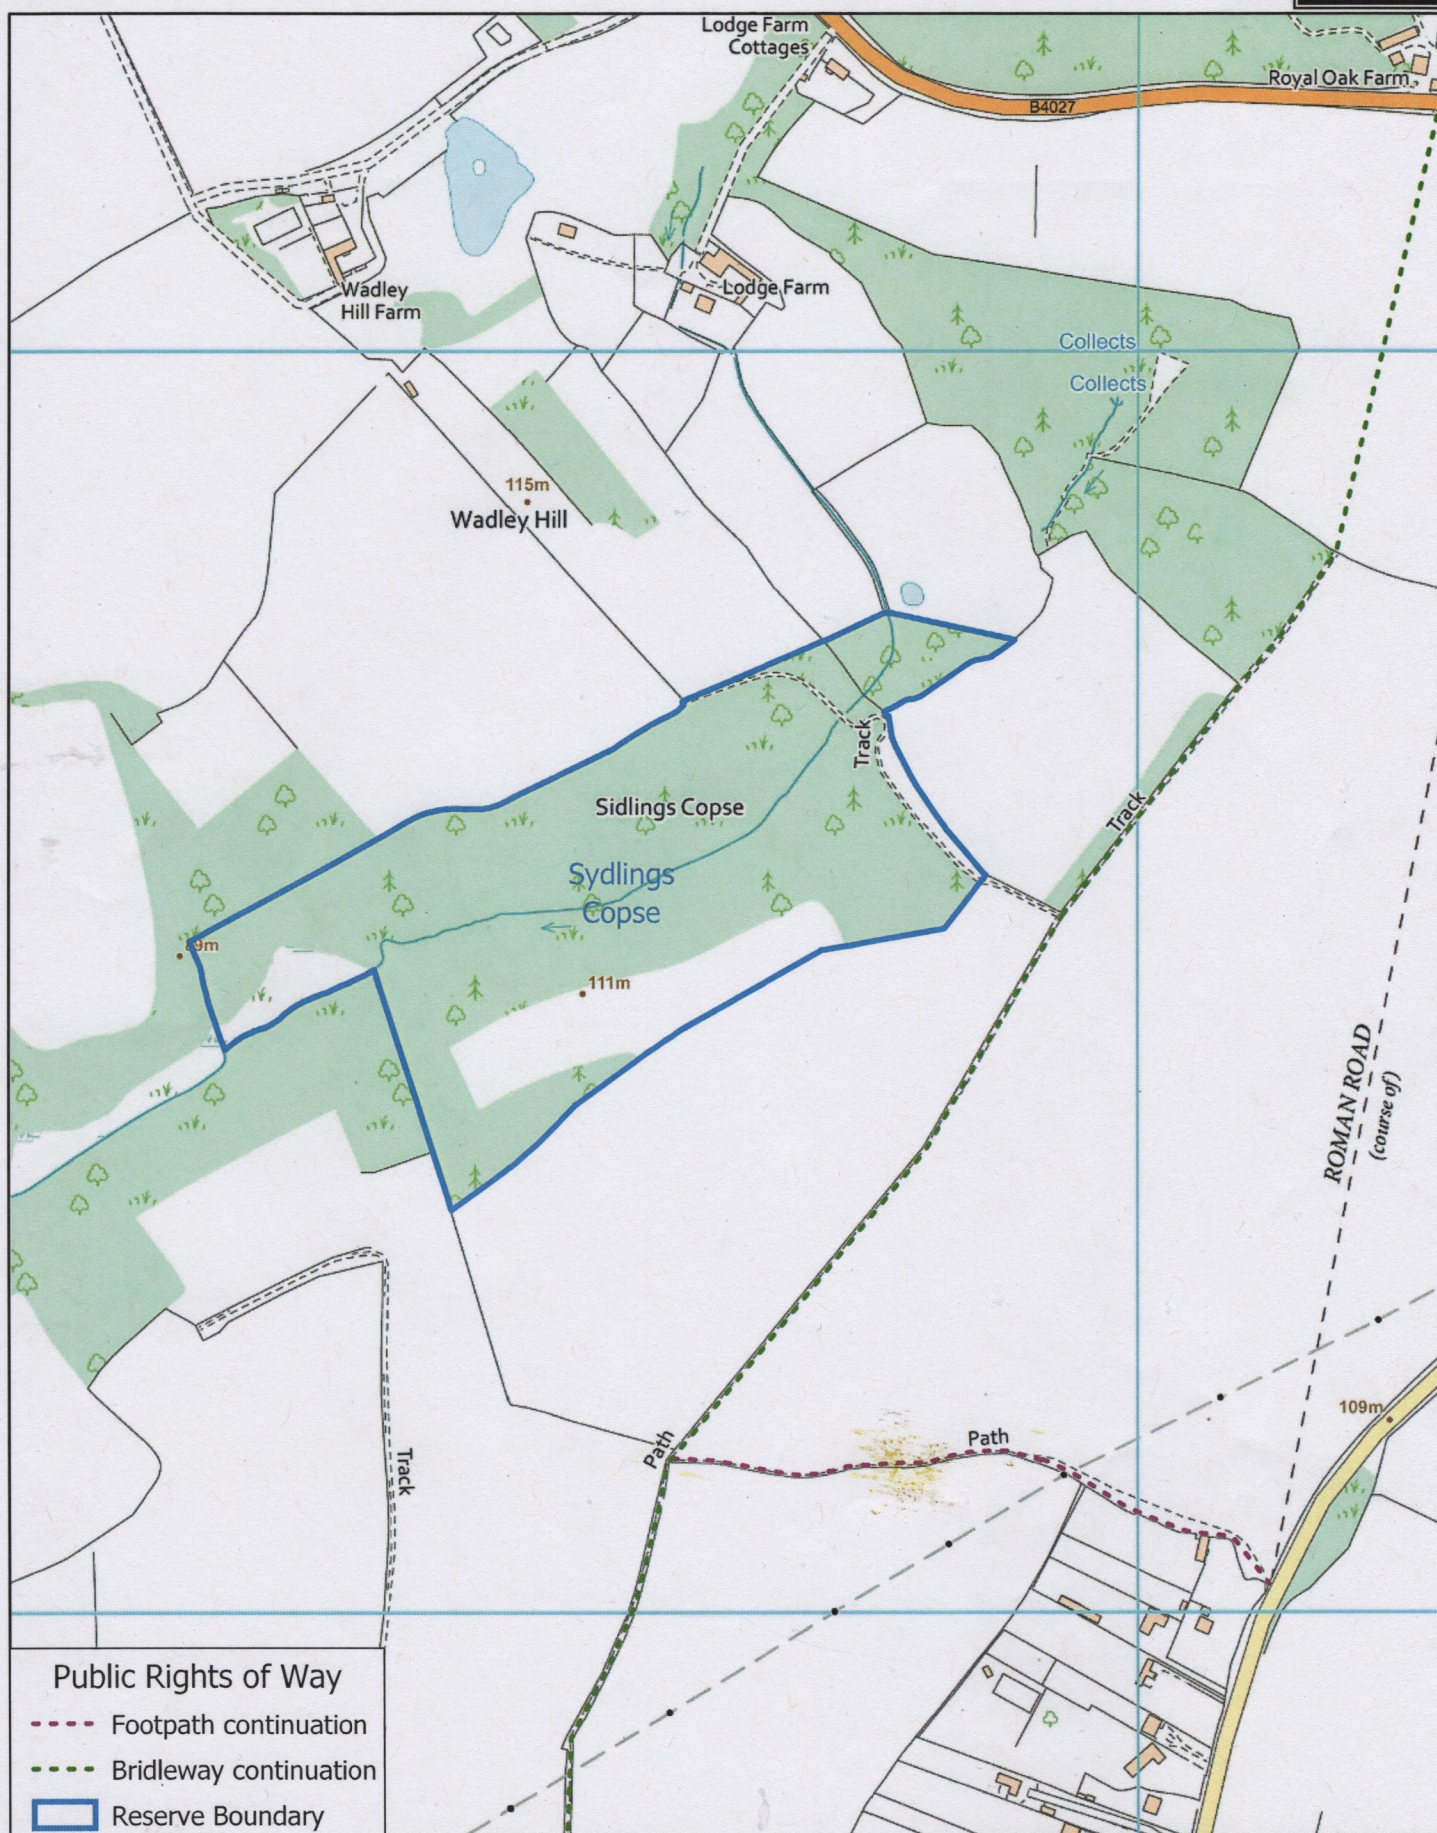 Lodge Farm
Cottages
Royal Oak Farm
B4027
Wadley
Hill Farm
Lodge Farm
Collects
Collects
115m
Wadley Hill
Track
Track
Sidlings Copse
Sydlings
Copse
89m
111m
ROMAN ROAD
(course of)
109m
Path
Path
Track
Public Rights of Way
Footpath continuation
Bridleway continuation
Reserve Boundary